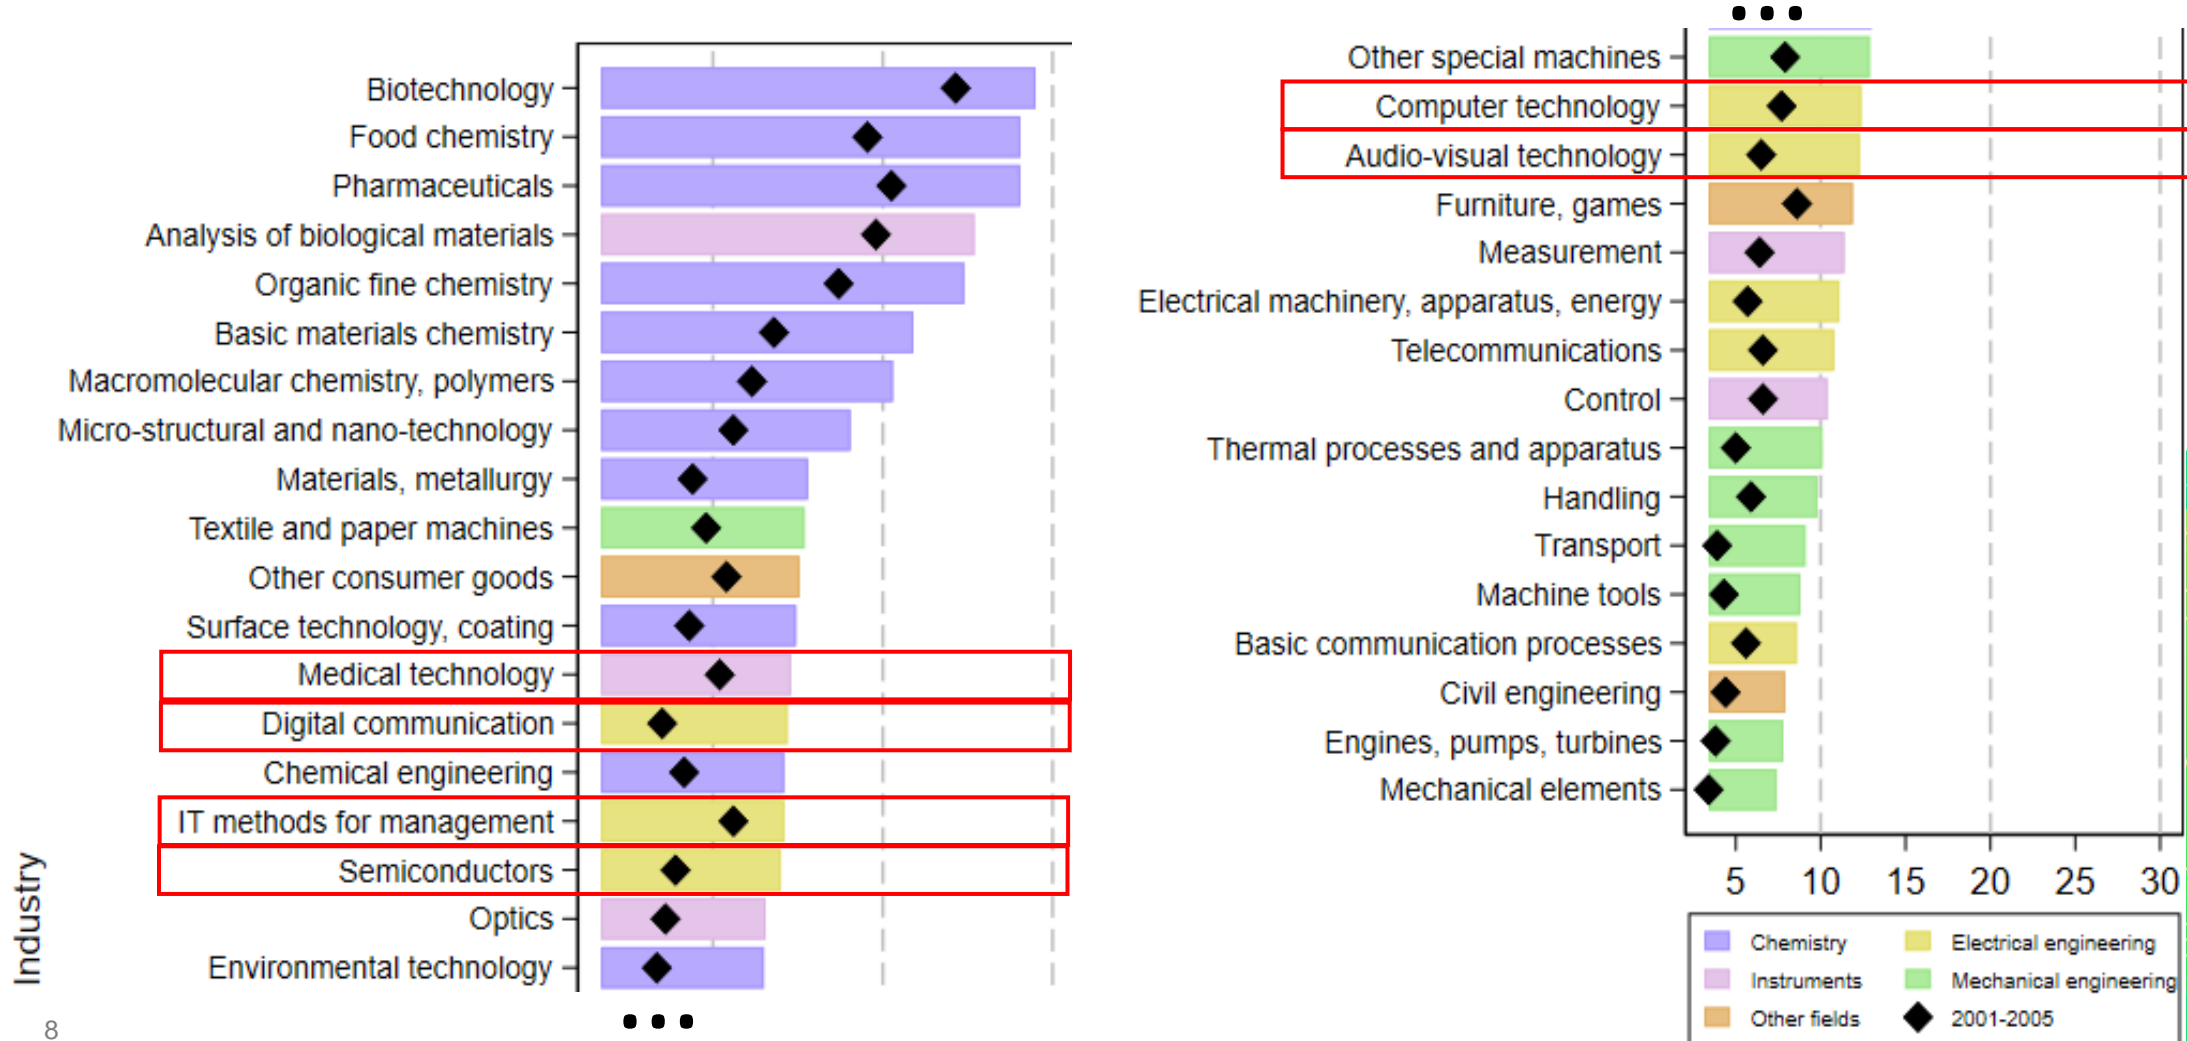 Biotechnology
Food chemistry
Pharmaceuticals
Analysis of biological materials
Organic fine chemistry
Basic materials chemistry
Macromolecular chemistry, polymers
Micro-structural and nano-technology
Materials, metallurgy
Textile and paper machines
Other consumer goods
Surface technology, coating
Medical technology
Digital communication
Chemical engineering
IT methods for management
Semiconductors
Optics
Environmental technology
Industry
...
8
...
Other special machines
Computer technology
Audio-visual technology
Furniture, games
Measurement
Electrical machinery, apparatus, energy
Telecommunications
Control
Thermal processes and apparatus
Handling
Transport
Machine tools
Basic communication processes
Civil engineering
Engines, pumps, turbines
Mechanical elements
5 10 15 20 25 30
Chemistry Electrical engineering
Instruments Mechanical engineering
Other fields 2001-2005